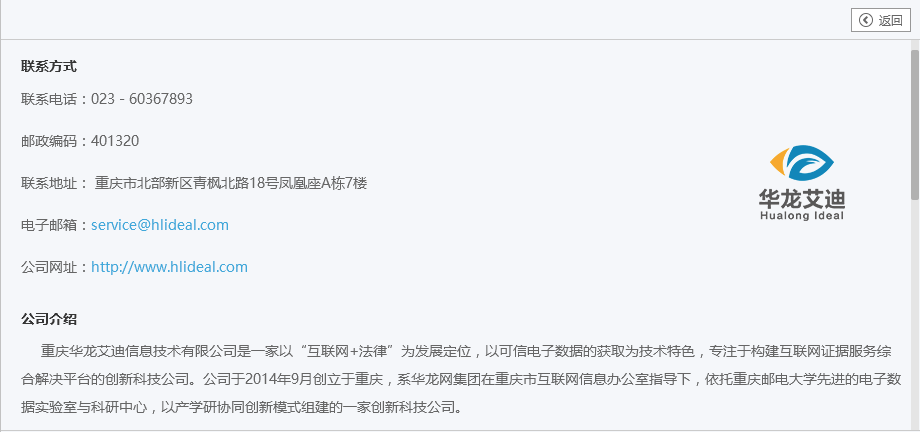 返回
联系方式
联系电话：023 - 60367893
邮政编码：401320
联系地址： 重庆市北部新区青枫北路18号凤凰座A栋7楼
电子邮箱：service@hlideal.com
公司网址：http://www.hlideal.com
华龙艾迪
Hualong Ideal
公司介绍
重庆华龙艾迪信息技术有限公司是一家以“互联网+法律”为发展定位，以可信电子数据的获取为技术特色，专注于构建互联网证据服务综
合解决平台的创新科技公司。公司于2014年9月创立于重庆，系华龙网集团在重庆市互联网信息办公室指导下，依托重庆邮电大学先进的电子数
据实验室与科研中心，以产学研协同创新模式组建的一家创新科技公司。